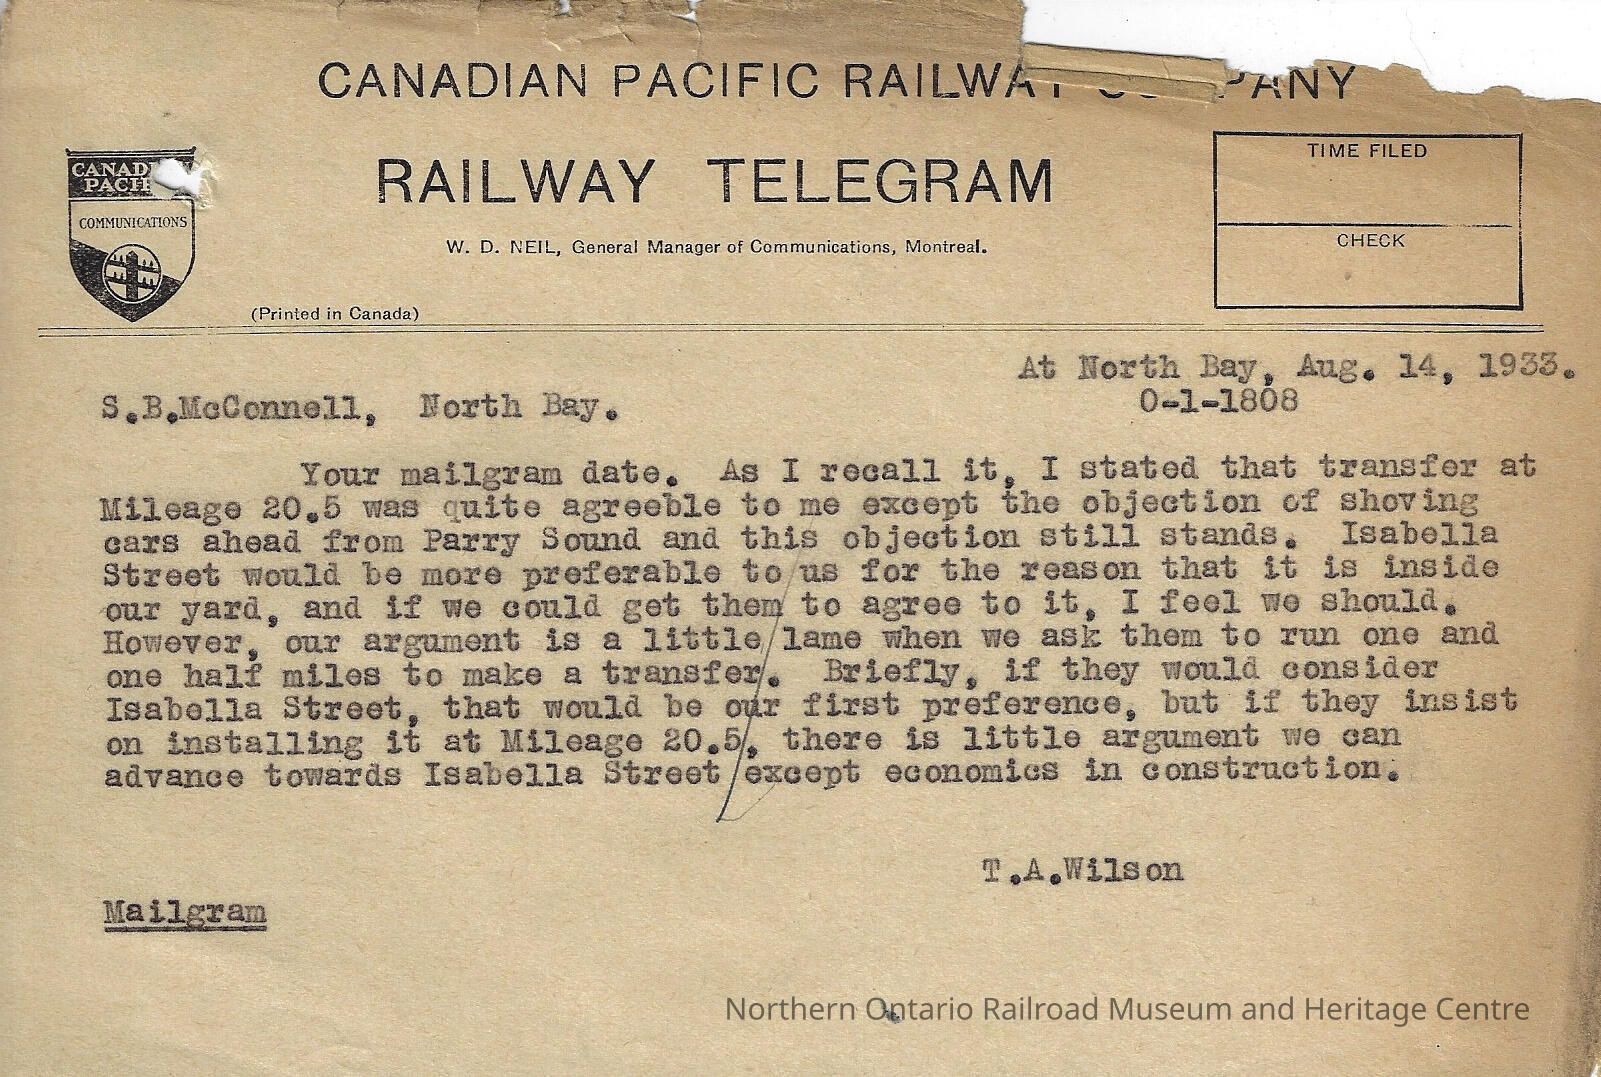 CANADIAN PACIFIC RAILWAY COMPANY
RAILWAY TELEGRAM
W. D. NEIL, General Manager of Communications, Montreal.
TIME FILED
CHECK
CANADIAN
PACIFIC
COMMUNICATIONS
(Printed in Canada)
At North Bay, Aug. 14, 1933.
0-1-1808
S.B.McConnell, North Bay.
Your mailgram date. As I recall it, I stated that transfer at
Mileage 20.5 was quite agreeble to me except the objection of shoving
cars ahead from Parry Sound and this objection still stands. Isabella
Street would be more preferable to us for the reason that it is inside
our yard, and if we could get them to agree to it, I feel we should.
However, our argument is a little lame when we ask them to run one and
one half miles to make a transfer. Briefly, if they would consider
Isabella Street, that would be our first preference, but if they insist
on installing it at Mileage 20.5, there is little argument we can
advance towards Isabella Street except economics in construction.
T.A.Wilson
Mailgram
Northern Ontario Railroad Museum and Heritage Centre